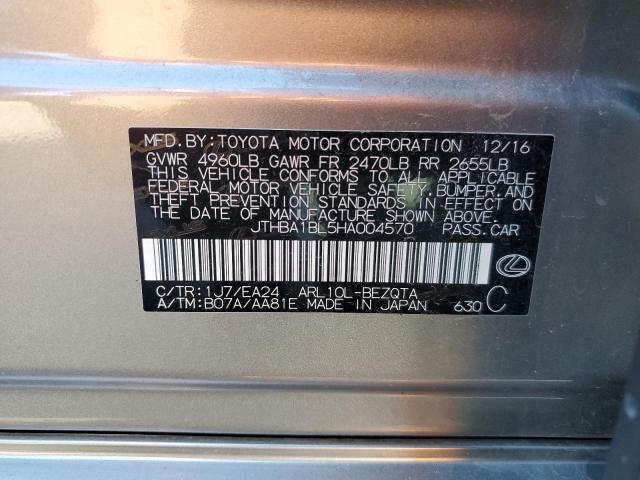 MFD.BY:TOYOTA MOTOR CORPORATION 12/16
GVWR 4960LB GAWR FR 2470LB RR 2655LB
THIS VEHICLE CONFORMS TO ALL APPLICABLE
FEDERAL MOTOR VEHICLE SAFETY,BUMPER,AND
THEFT PREVENTION STANDARDS IN EFFECT ON
THE DATE OF MANUFACTURE SHOWN ABOVE.
JTHBA1BL5HA004570 PASS.CAR
C/TR:1J7/EA24 ARL10L-BEZQTA
A/TM:B07A/AA81E MADE IN JAPAN 630 C